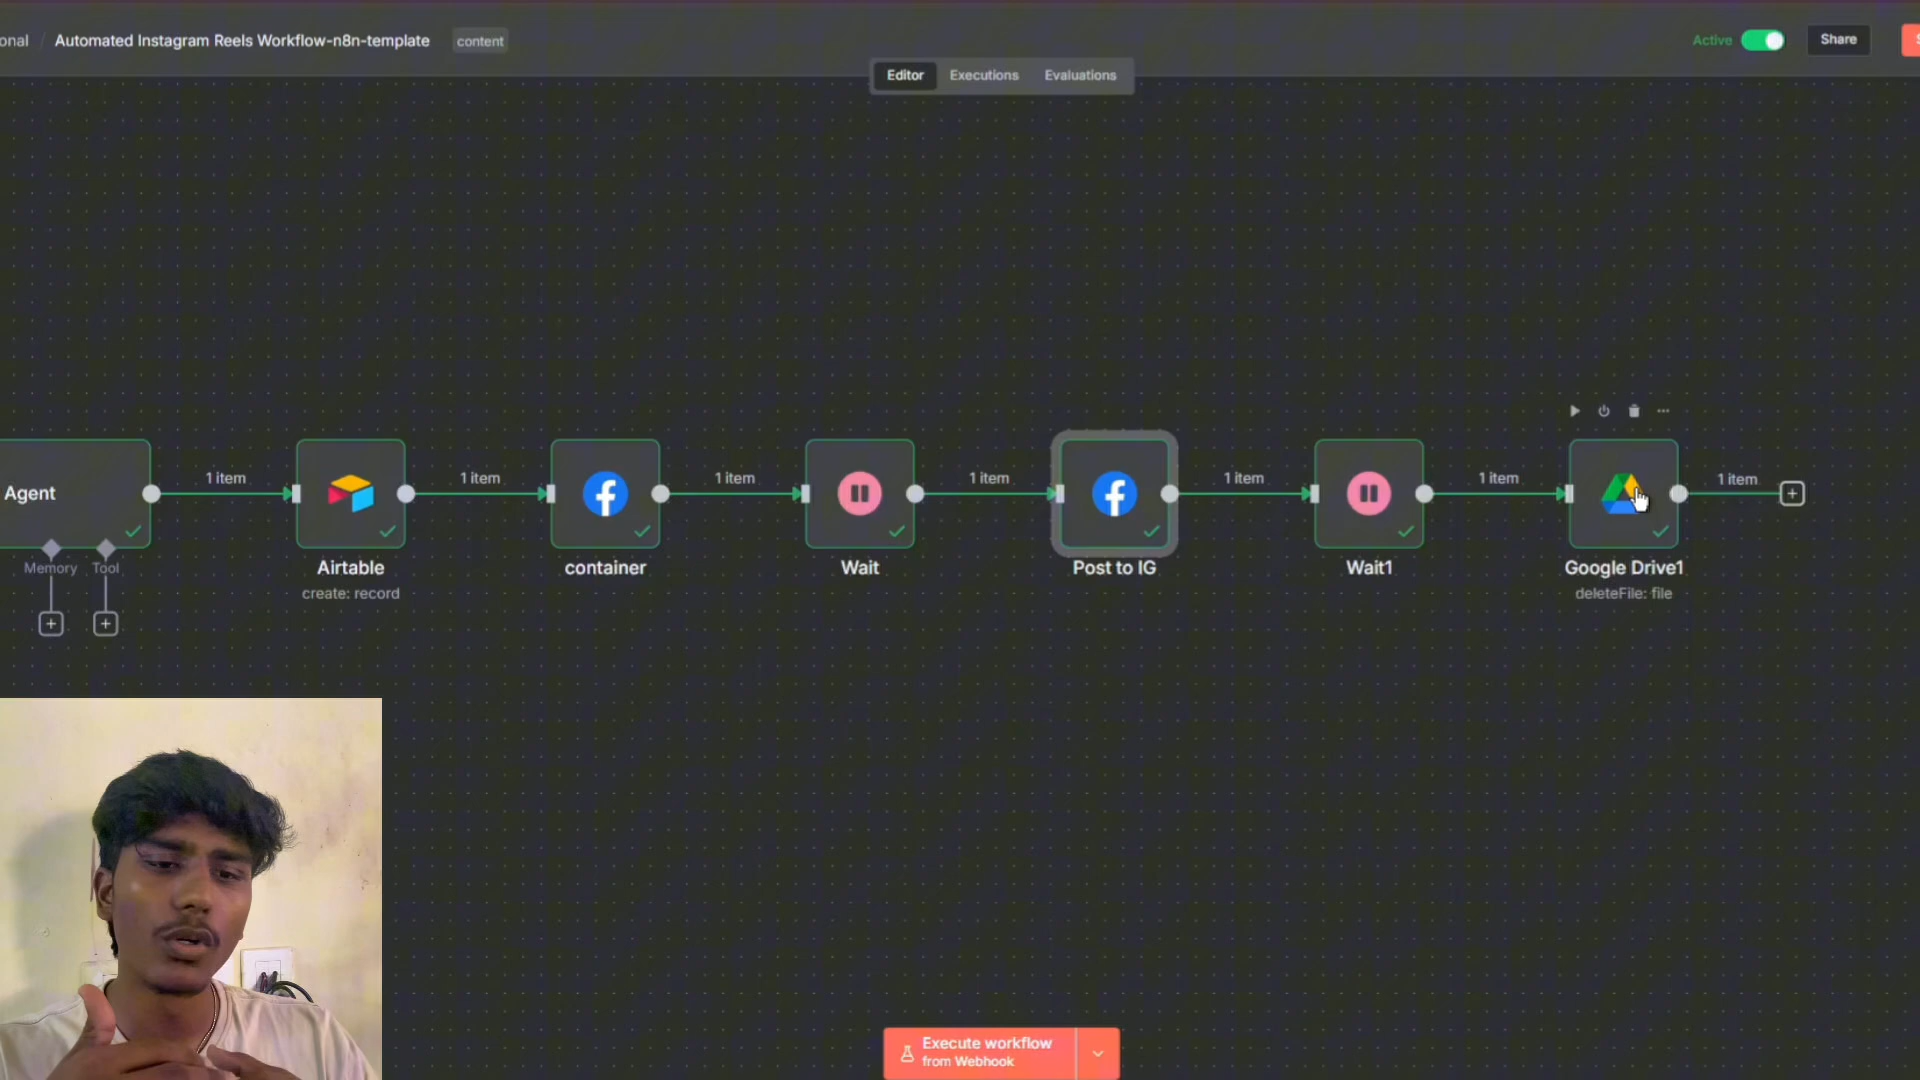 onal / Automated Instagram Reels Workflow-n8n-template content
Active Share S
Editor Executions Evaluations
1 item 1 item 1 item 1 item 1 item 1 item 1 item
Agent
Memory Tool
Airtable
create: record
container
Wait
Post to IG
Wait1
Google Drive1
deleteFile: file
Execute workflow
from Webhook